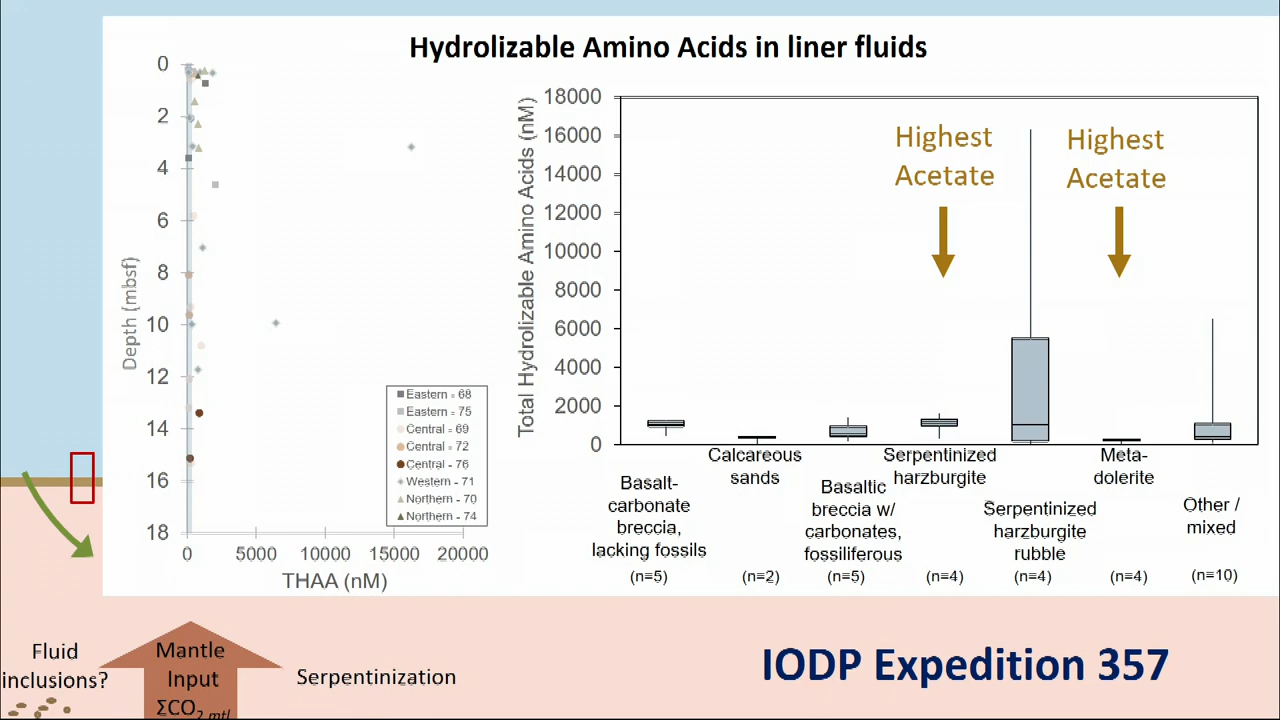 Hydrolizable Amino Acids in liner fluids
0
2
4
6
8
10
12
14
16
18
Depth (mbsf)
0
5000
10000
15000
20000
THAA (nM)
Eastern - 68
Eastern - 75
Central - 69
Central - 72
Central - 76
Western - 71
Northern - 70
Northern - 74
Total Hydrolizable Amino Acids (nM)
18000
16000
14000
12000
10000
8000
6000
4000
2000
0
Highest
Acetate
Highest
Acetate
Basalt-
carbonate
breccia,
lacking fossils
(n=5)
Calcareous
sands
(n=2)
Basaltic
breccia w/
carbonates,
fossiliferous
(n=5)
Serpentinized
harzburgite
(n=4)
Serpentinized
harzburgite
rubble
(n=4)
Meta-
dolerite
(n=4)
Other /
mixed
(n=10)
Fluid
inclusions?
Mantle
Input
ΣCO2 mtl
Serpentinization
IODP Expedition 357